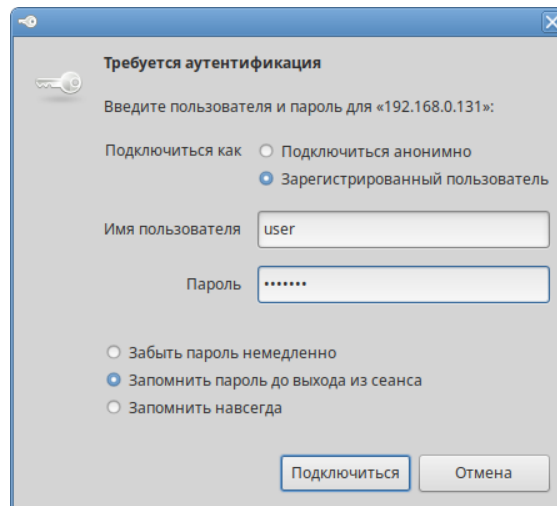 Требуется аутентификация
Введите пользователя и пароль для «192.168.0.131»:
Подключиться как
Подключиться анонимно
Зарегистрированный пользователь
Имя пользователя user
Пароль •••••••
Забыть пароль немедленно
Запомнить пароль до выхода из сеанса
Запомнить навсегда
Подключиться Отмена